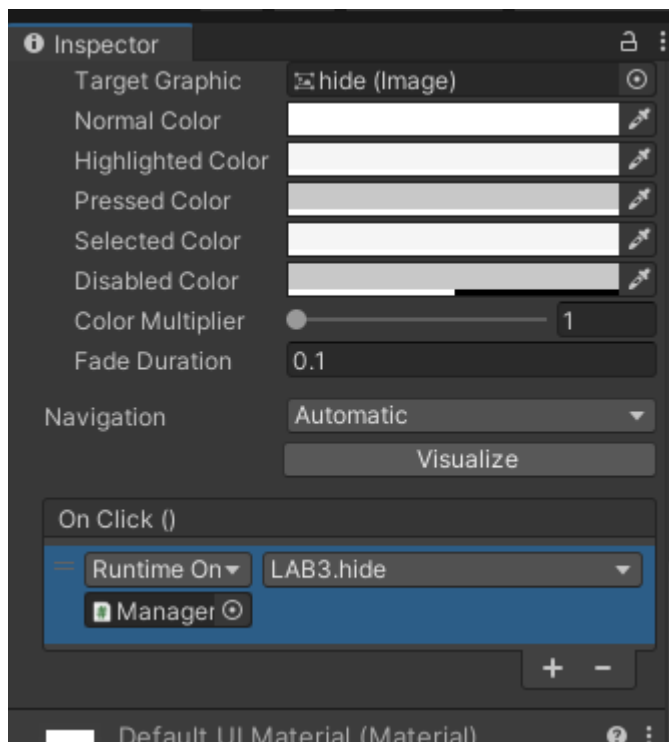 Inspector
Target Graphic hide (Image)
Normal Color
Highlighted Color
Pressed Color
Selected Color
Disabled Color
Color Multiplier 1
Fade Duration 0.1
Navigation Automatic
Visualize
On Click ()
Runtime On LAB3.hide
Manager
+ −
Default UI Material (Material)